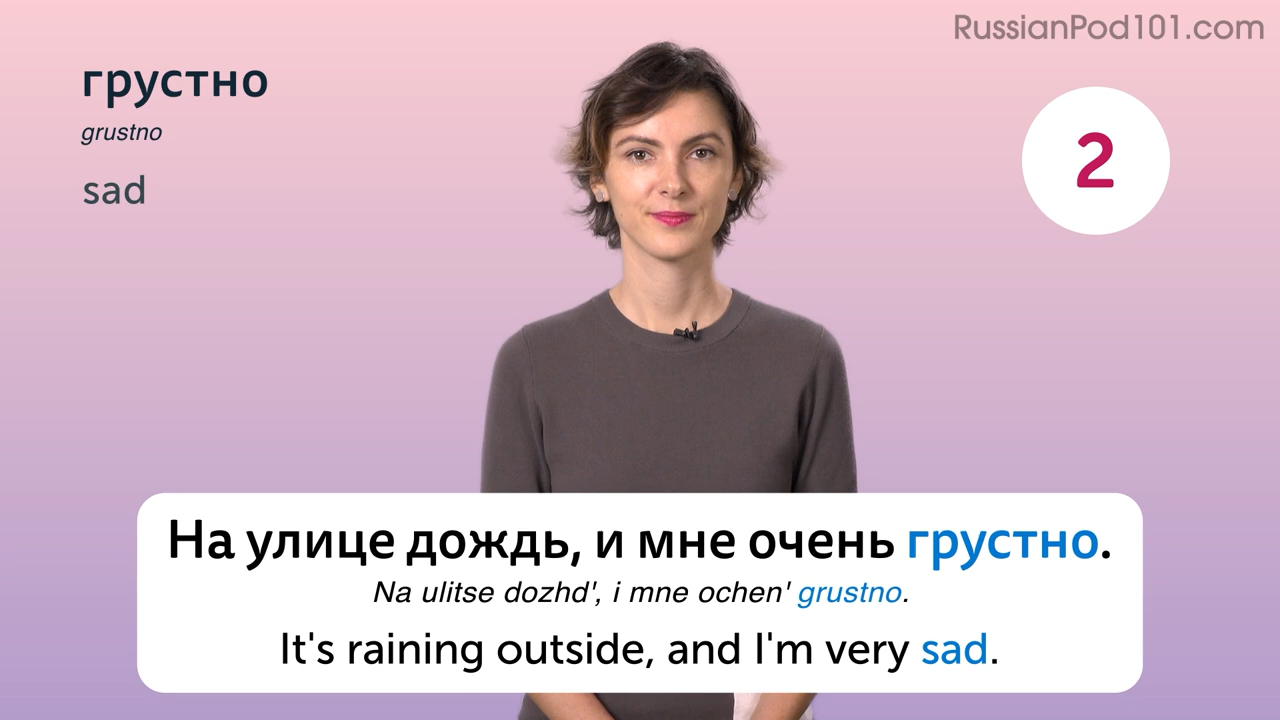 RussianPod101.com
грустно
grustno
sad
2
На улице дождь, и мне очень грустно.
Na ulitse dozhd', i mne ochen' grustno.
It's raining outside, and I'm very sad.